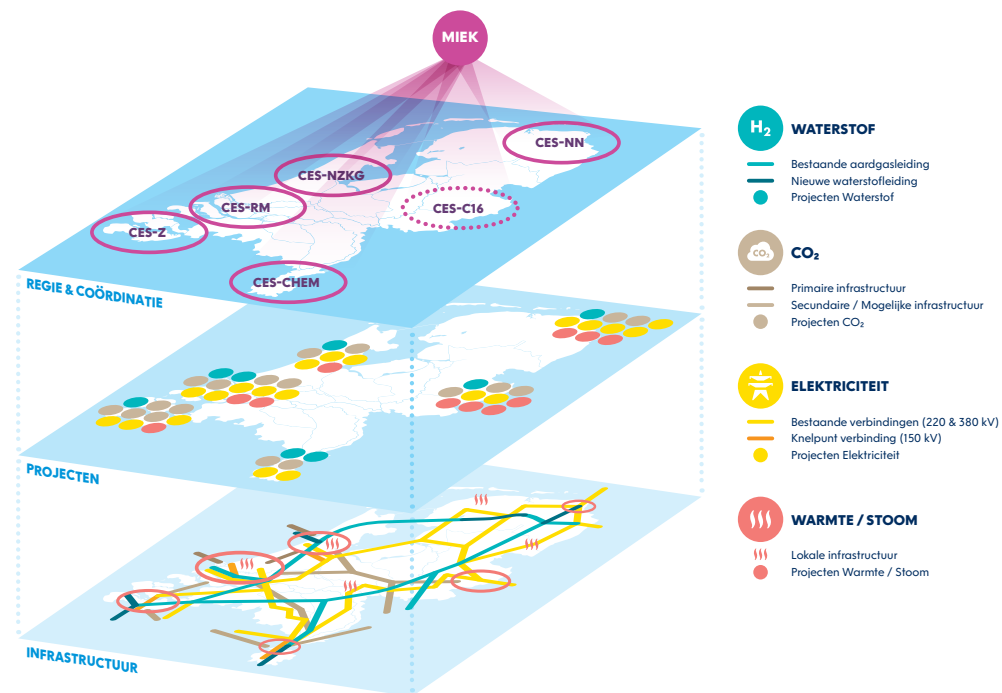 MIEK
CES-NN
CES-NZKG
CES-RM
CES-C16
CES-Z
CES-CHEM
REGIE & COÖRDINATIE
PROJECTEN
INFRASTRUCTUUR
H₂ WATERSTOF
Bestaande aardgasleiding
Nieuwe waterstofleiding
Projecten Waterstof
CO₂ CO₂
Primaire infrastructuur
Secundaire / Mogelijke infrastructuur
Projecten CO₂
ELEKTRICITEIT
Bestaande verbindingen (220 & 380 kV)
Knelpunt verbinding (150 kV)
Projecten Elektriciteit
WARMTE / STOOM
Lokale infrastructuur
Projecten Warmte / Stoom